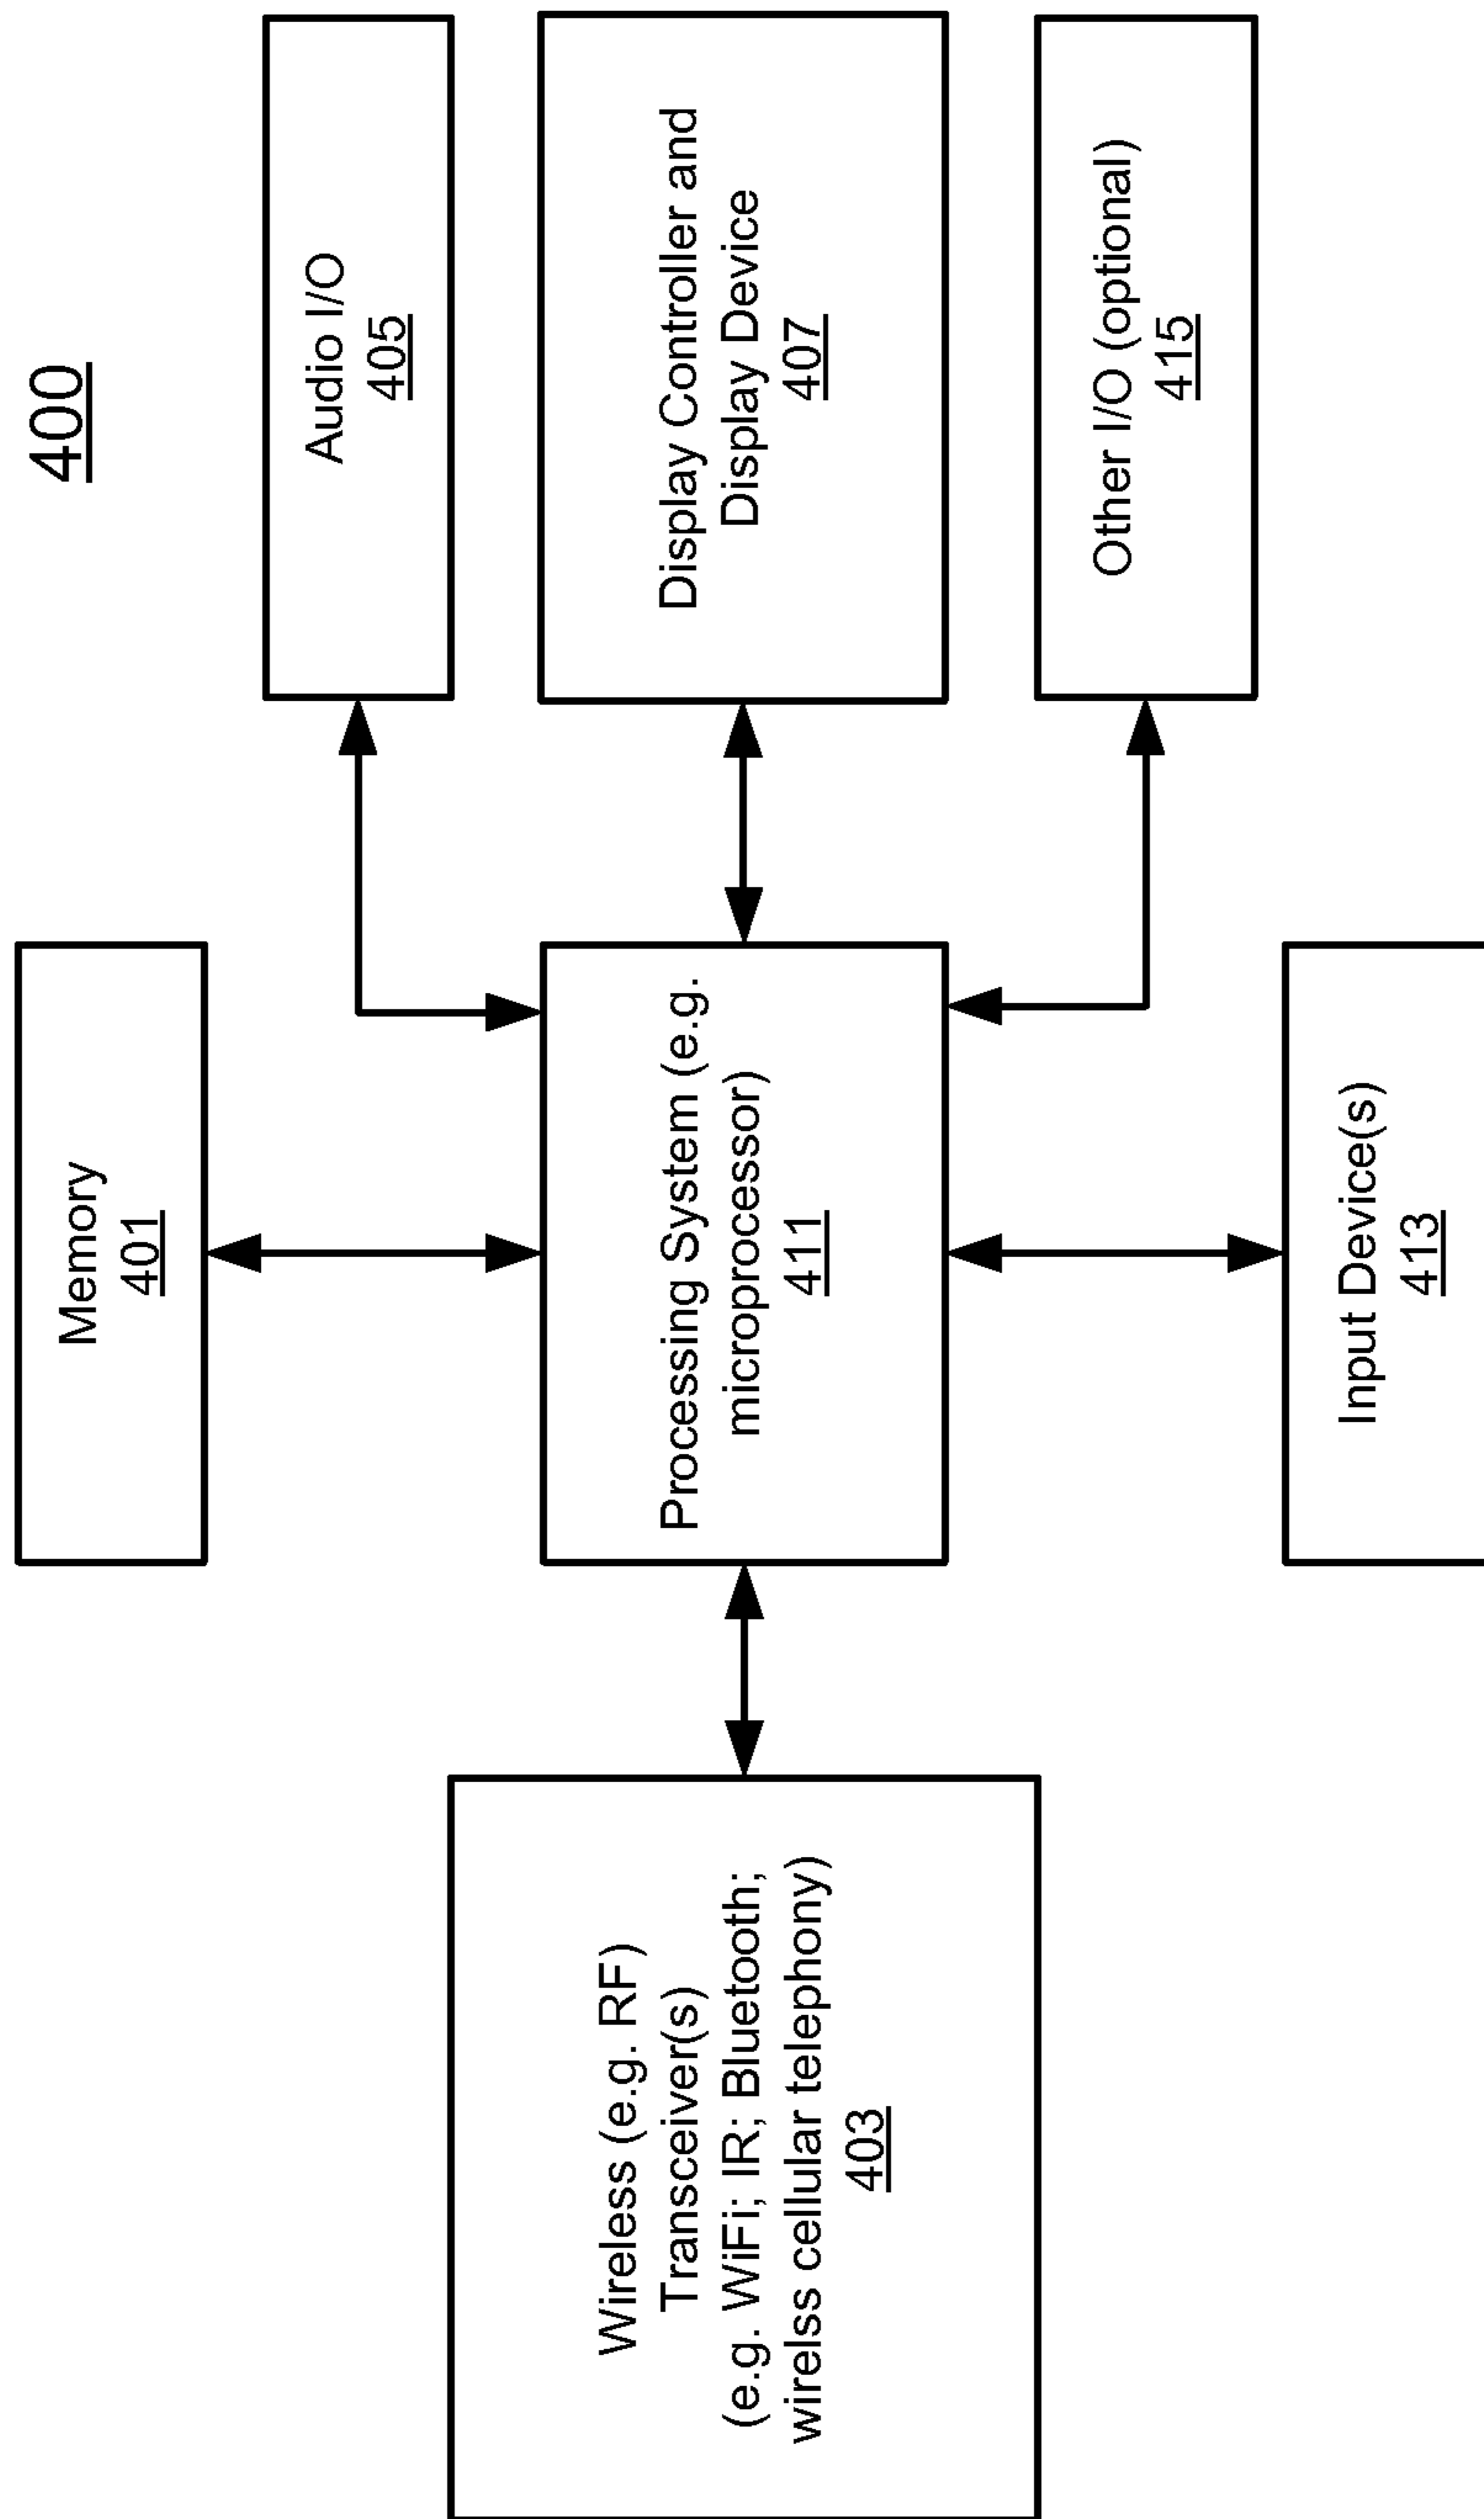 400
Memory
401
Audio I/O
405
Wireless (e.g. RF)
Transceiver(s)
(e.g. WiFi; IR; Bluetooth;
wirelss cellular telephony)
403
Processing System (e.g.
microprocessor)
411
Display Controller and
Display Device
407
Input Device(s)
413
Other I/O (optional)
415